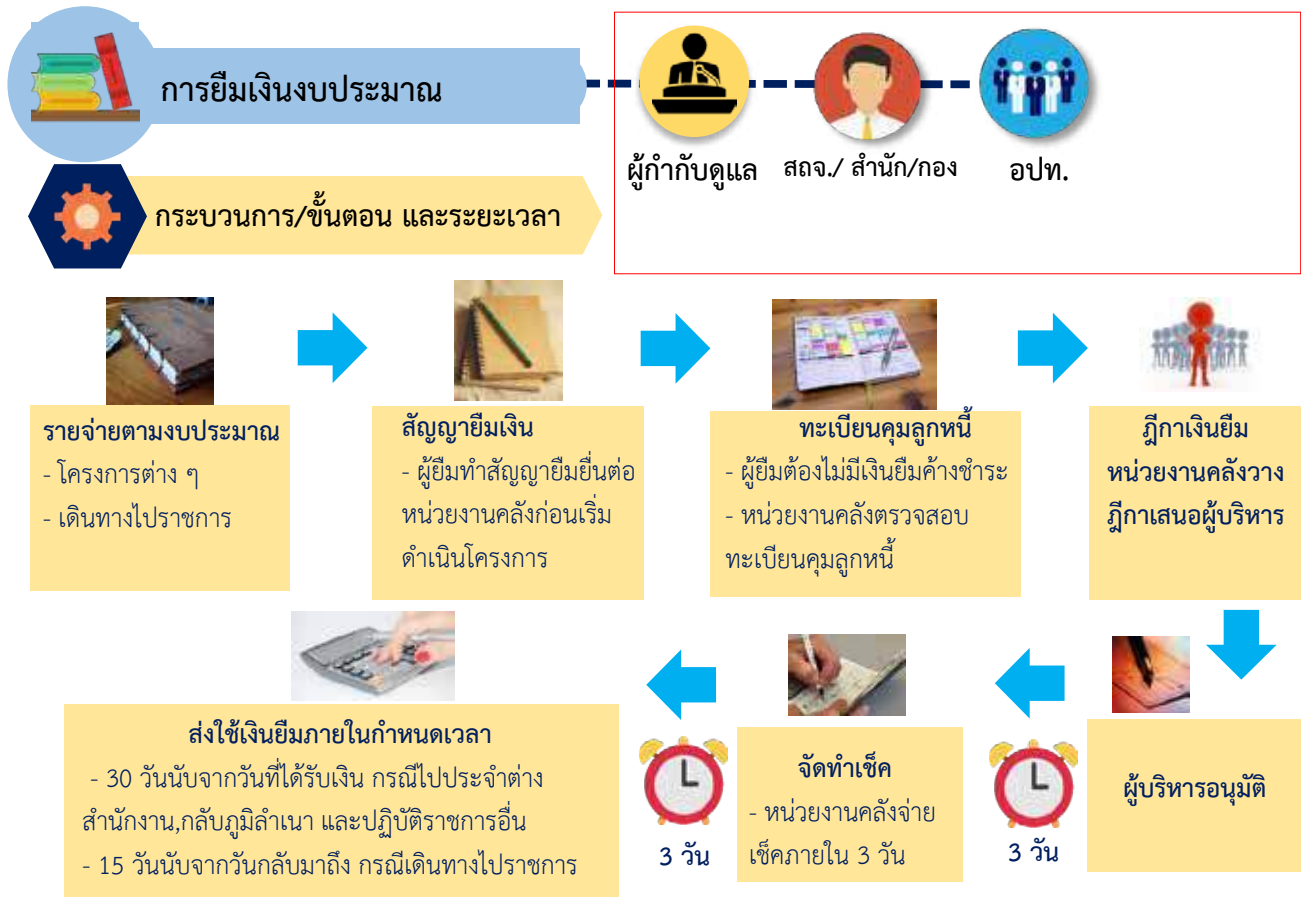 การยืมเงินงบประมาณ
ผู้กำกับดูแล
สถจ./ สำนัก/กอง
อปท.
กระบวนการ/ขั้นตอน และระยะเวลา
รายจ่ายตามงบประมาณ
- โครงการต่าง ๆ
- เดินทางไปราชการ
สัญญายืมเงิน
- ผู้ยืมทำสัญญายืมยื่นต่อ
หน่วยงานคลังก่อนเริ่ม
ดำเนินโครงการ
ทะเบียนคุมลูกหนี้
- ผู้ยืมต้องไม่มีเงินยืมค้างชำระ
- หน่วยงานคลังตรวจสอบ
ทะเบียนคุมลูกหนี้
ฎีกาเงินยืม
หน่วยงานคลังวาง
ฎีกาเสนอผู้บริหาร
ผู้บริหารอนุมัติ
3 วัน
จัดทำเช็ค
- หน่วยงานคลังจ่าย
เช็คภายใน 3 วัน
3 วัน
ส่งใช้เงินยืมภายในกำหนดเวลา
- 30 วันนับจากวันที่ได้รับเงิน กรณีไปประจำต่าง
สำนักงาน,กลับภูมิลำเนา และปฏิบัติราชการอื่น
- 15 วันนับจากวันกลับมาถึง กรณีเดินทางไปราชการ